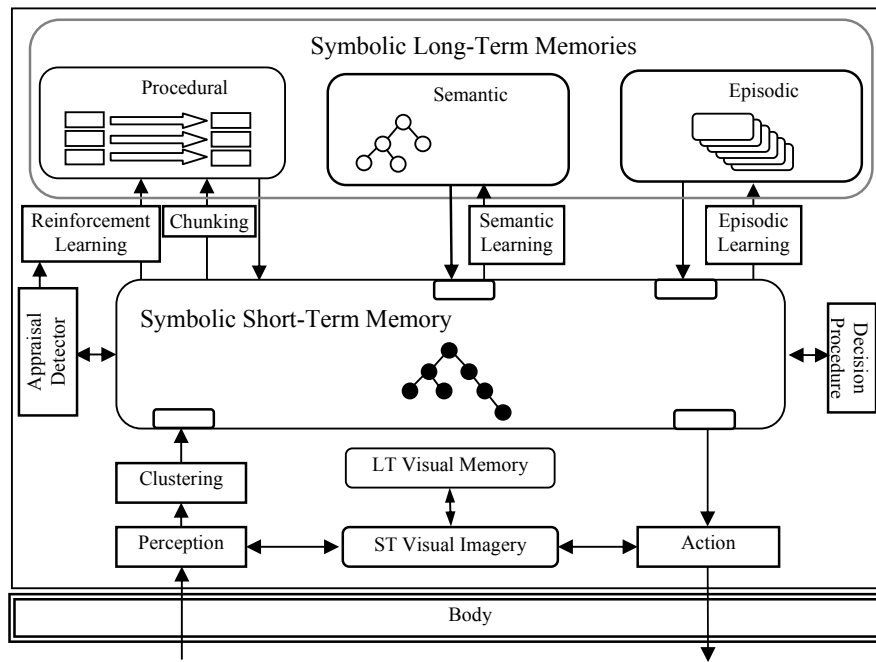 Symbolic Long-Term Memories
Procedural
Semantic
Episodic
Reinforcement
Learning
Chunking
Semantic
Learning
Episodic
Learning
Appraisal
Detector
Symbolic Short-Term Memory
Decision
Procedure
Clustering
LT Visual Memory
Perception
ST Visual Imagery
Action
Body